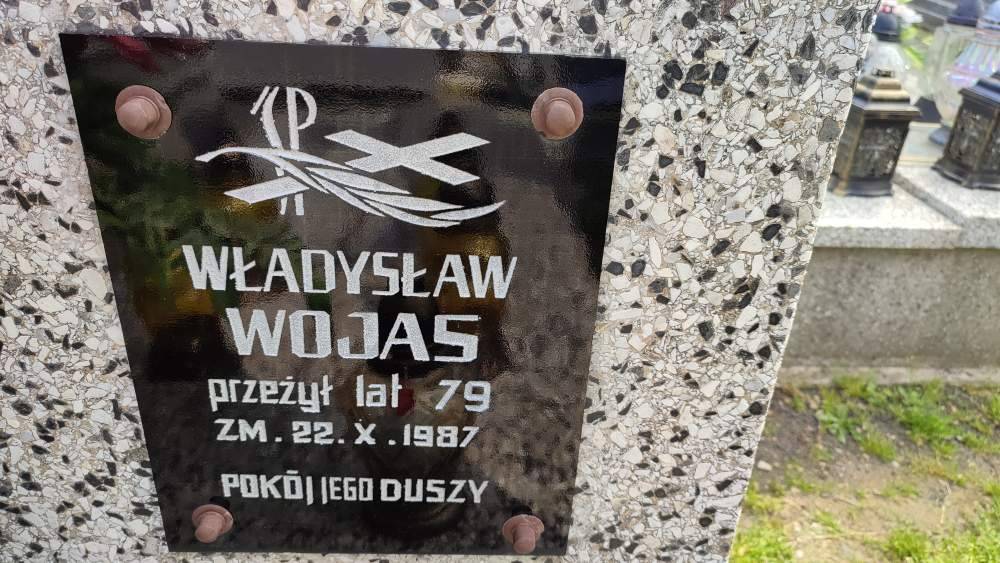 WŁADYSŁAW
WOJAS
przeżył lat 79
ZM. 22. X. 1987
POKÓJ JEGO DUSZY